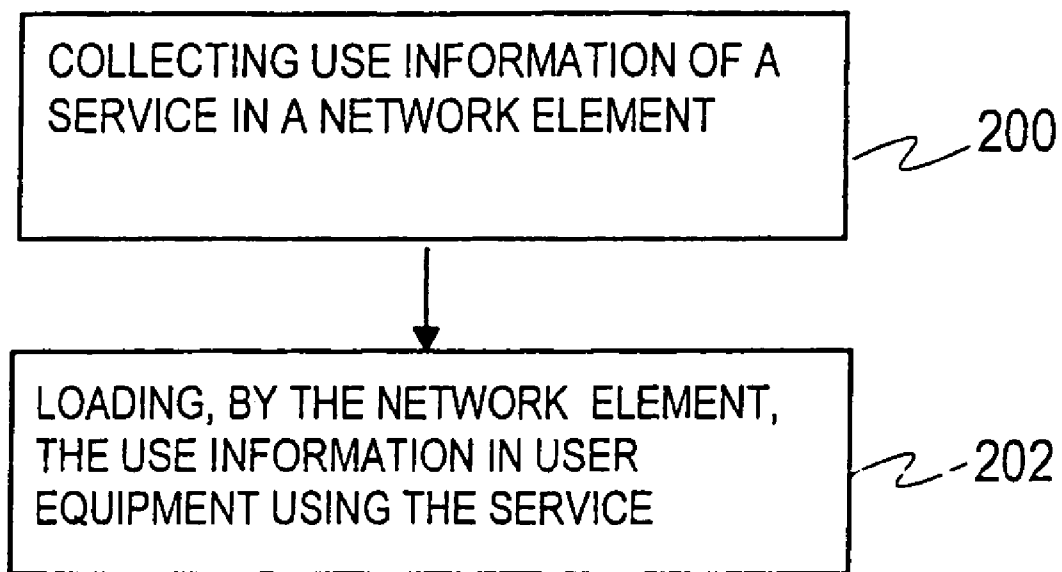 COLLECTING USE INFORMATION OF A
SERVICE IN A NETWORK ELEMENT
200
LOADING, BY THE NETWORK ELEMENT,
THE USE INFORMATION IN USER
EQUIPMENT USING THE SERVICE
202